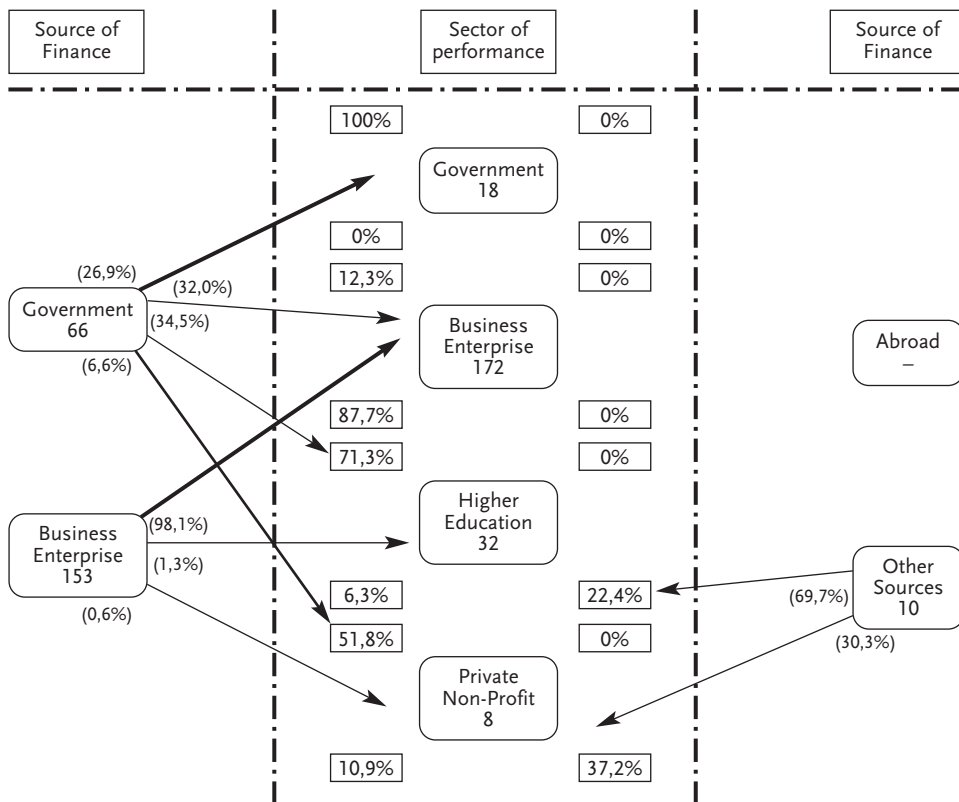 Source of
Finance
Sector of
performance
Source of
Finance
100%
0%
Government
18
0%
0%
(26,9%)
(32,0%)
12,3%
0%
Government
66
(34,5%)
(6,6%)
Business
Enterprise
172
Abroad
–
87,7%
0%
71,3%
0%
Higher
Education
32
Business
Enterprise
153
(98,1%)
(1,3%)
(0,6%)
6,3%
22,4%
Other
Sources
10
(69,7%)
(30,3%)
51,8%
0%
Private
Non-Profit
8
10,9%
37,2%